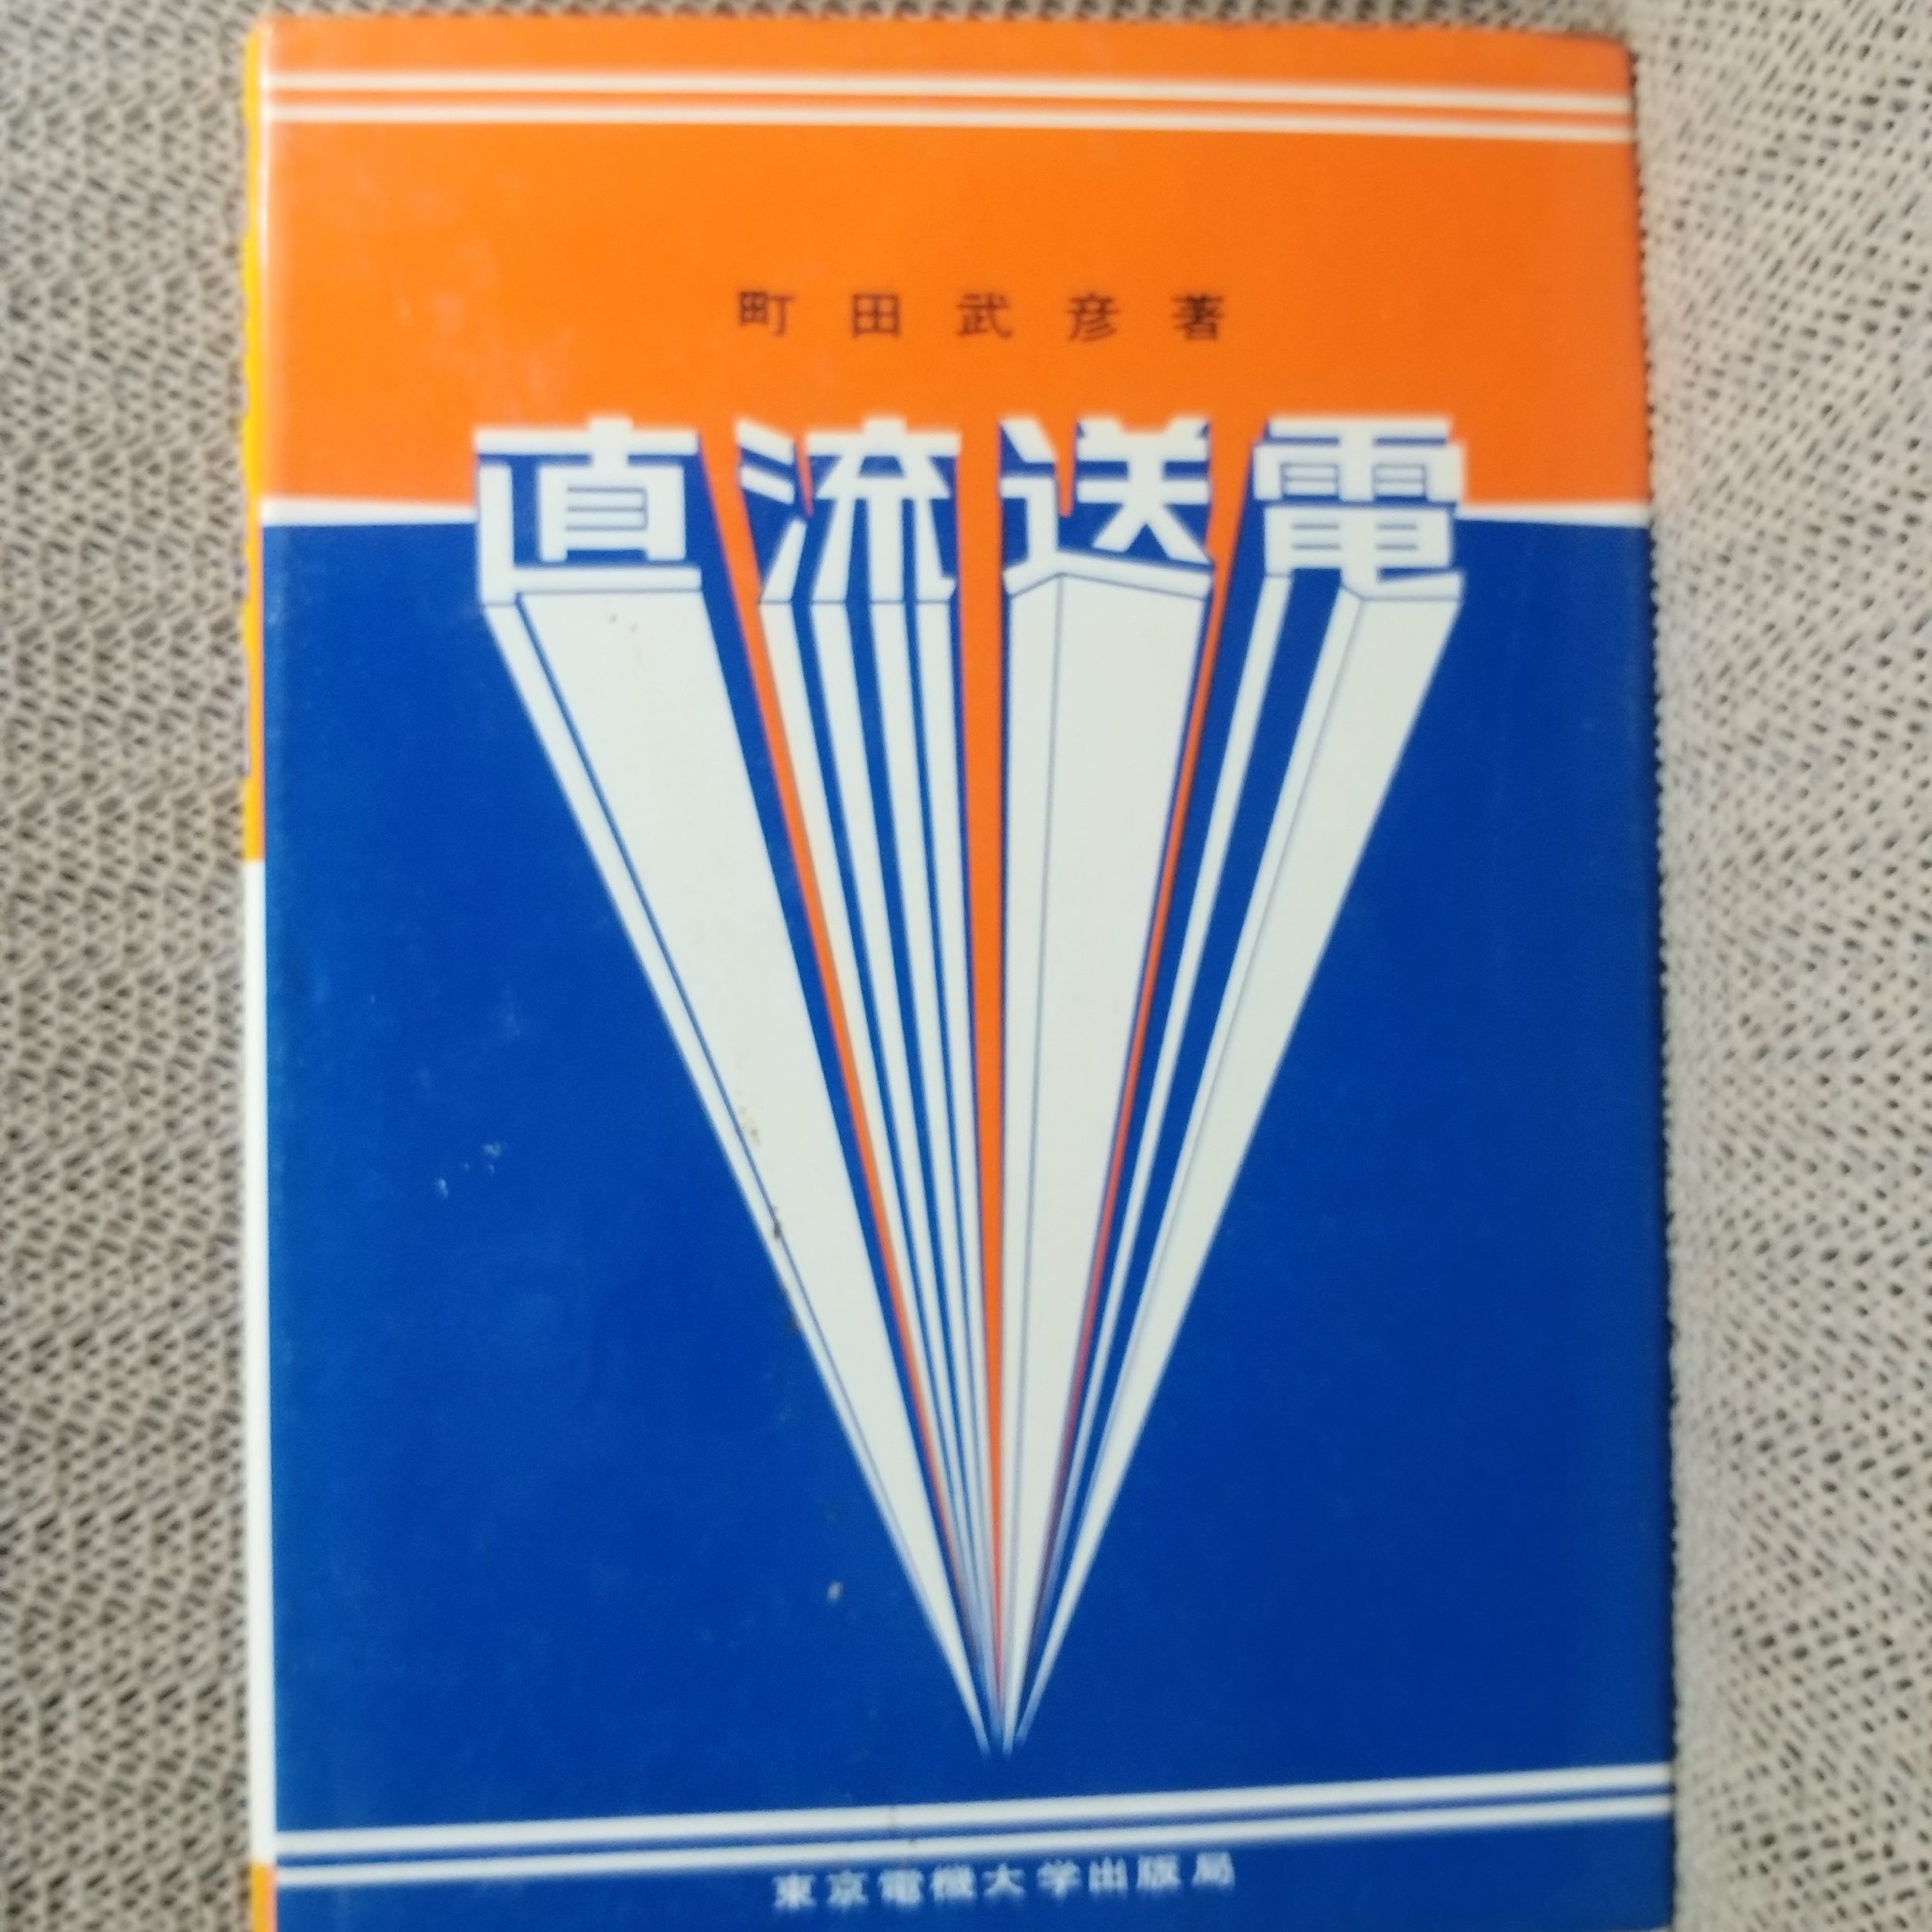 町田武彦著
直流送電
東京電機大学出版局